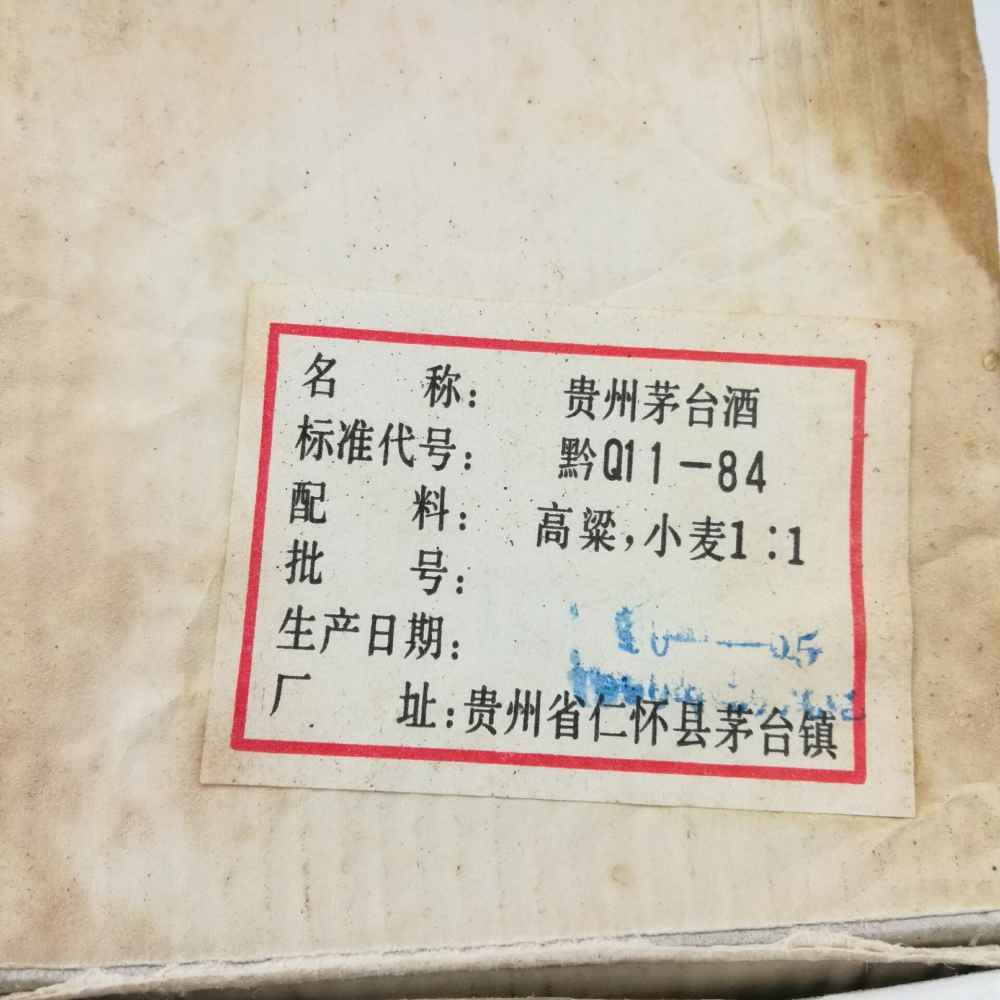 名 称: 贵州茅台酒
标准代号: 黔Q11-84
配 料: 高粱,小麦1:1
批 号:
生产日期:
厂 址:贵州省仁怀县茅台镇